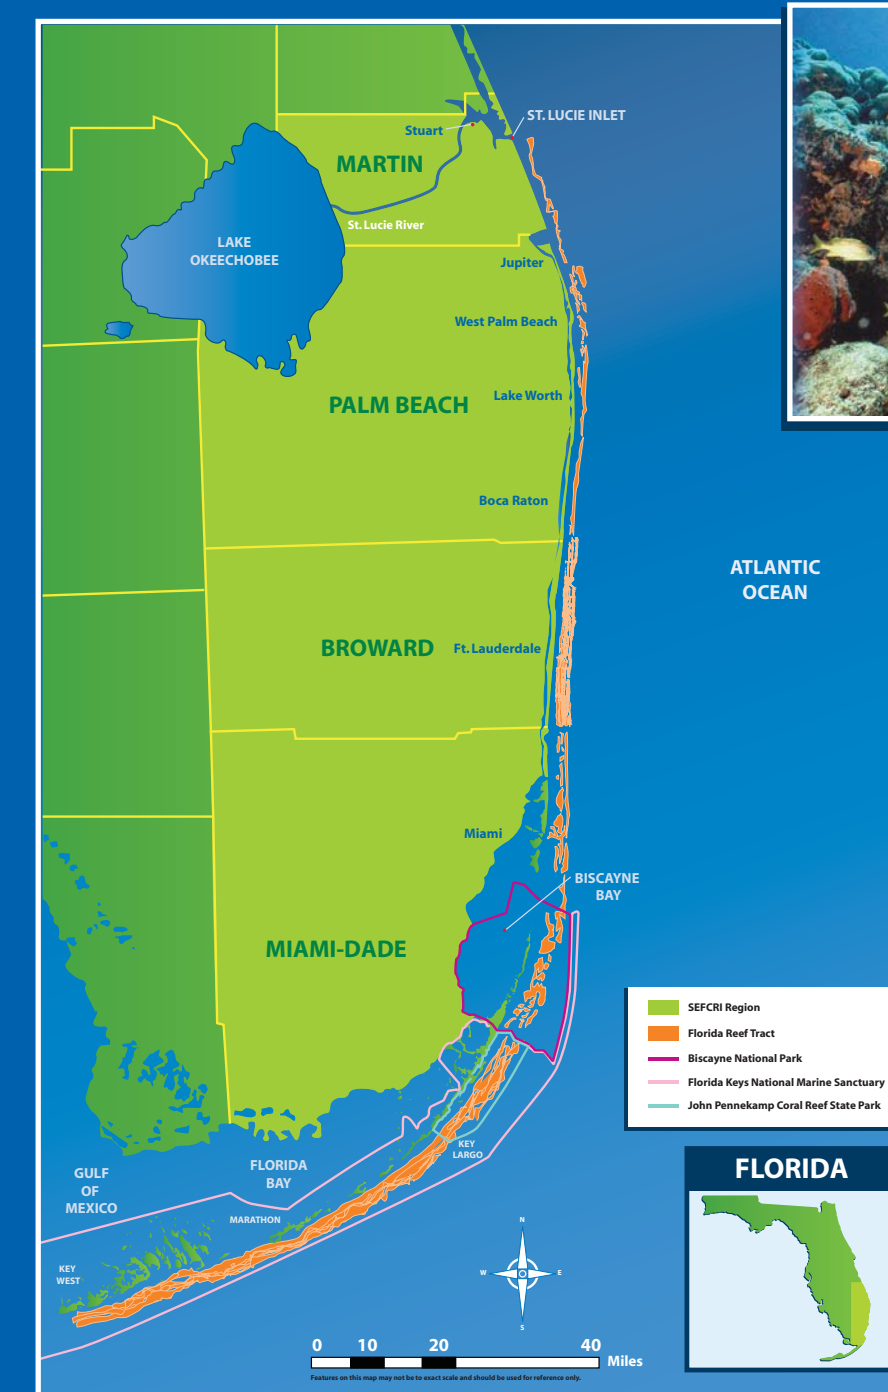 ST. LUCIE INLET
Stuart
MARTIN
St. Lucie River
LAKE
OKEECHOBEE
Jupiter
West Palm Beach
Lake Worth
PALM BEACH
Boca Raton
ATLANTIC
OCEAN
BROWARD
Ft. Lauderdale
Miami
BISCAYNE
BAY
MIAMI-DADE
SEFCRI Region
Florida Reef Tract
Biscayne National Park
Florida Keys National Marine Sanctuary
John Pennekamp Coral Reef State Park
KEY
LARGO
FLORIDA
BAY
GULF
OF
MEXICO
MARATHON
KEY
WEST
N
W
E
S
FLORIDA
0 10 20 40
Miles
Features on this map may not be to exact scale and should be used for reference only.